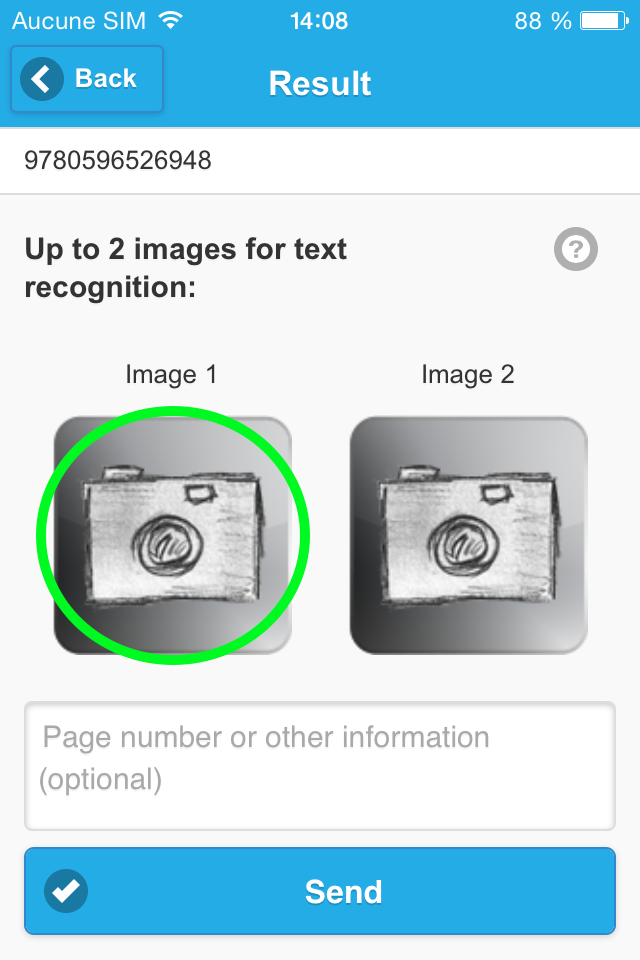 Aucune SIM 14:08 88 %
Back Result
9780596526948
Up to 2 images for text
recognition:
?
Image 1 Image 2
Page number or other information
(optional)
Send